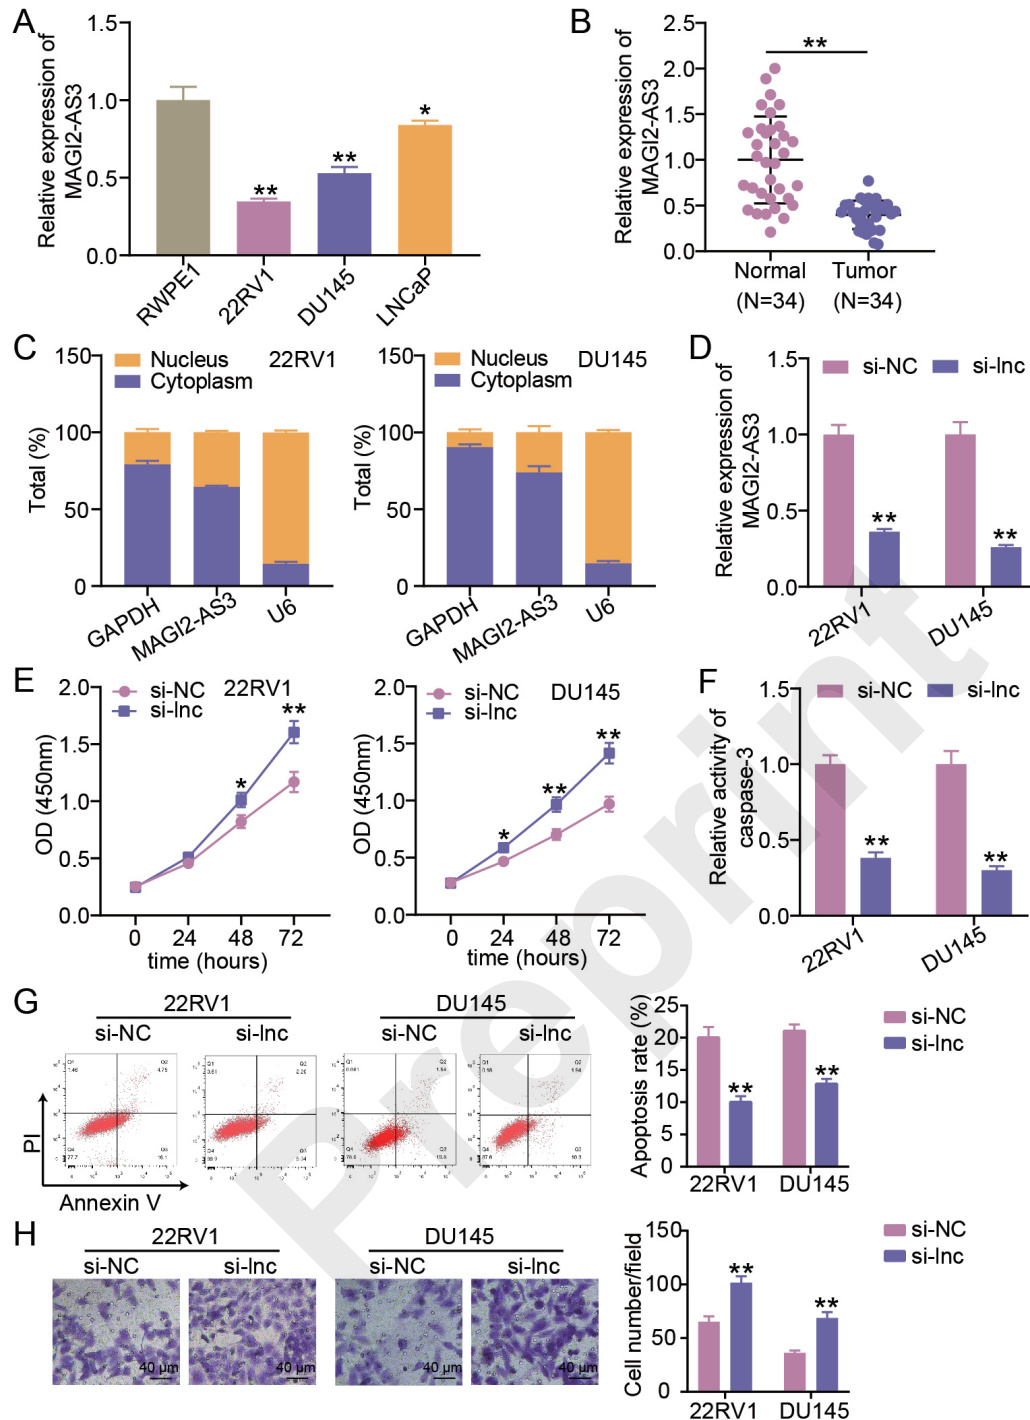 A
Relative expression of
MAGI2-AS3
1.5
1.0
0.5
0.0
**
**
*
RWPE1
22RV1
DU145
LNCaP
B
Relative expression of
MAGI2-AS3
2.5
2.0
1.5
1.0
0.5
0.0
**
Normal
(N=34)
Tumor
(N=34)
C
Total (%)
150
100
50
0
Nucleus
Cytoplasm
22RV1
GAPDH
MAGI2-AS3
U6
Total (%)
150
100
50
0
Nucleus
Cytoplasm
DU145
GAPDH
MAGI2-AS3
U6
D
Relative expression of
MAGI2-AS3
1.5
1.0
0.5
0.0
si-NC
si-lnc
**
**
22RV1
DU145
E
OD (450nm)
2.0
1.5
1.0
0.5
0.0
si-NC
si-lnc
22RV1
*
**
0 24 48 72
time (hours)
OD (450nm)
2.0
1.5
1.0
0.5
0.0
si-NC
si-lnc
DU145
*
**
**
0 24 48 72
time (hours)
F
Relative activity of
caspase-3
1.5
1.0
0.5
0.0
si-NC
si-lnc
**
**
22RV1
DU145
G
22RV1
DU145
si-NC
si-lnc
si-NC
si-lnc
PI
Annexin V
Apoptosis rate (%)
25
20
15
10
5
0
**
**
22RV1
DU145
si-NC
si-lnc
H
22RV1
DU145
si-NC
si-lnc
si-NC
si-lnc
40 μm
40 μm
40 μm
40 μm
Cell number/field
150
100
50
0
**
**
22RV1
DU145
si-NC
si-lnc
Preprint